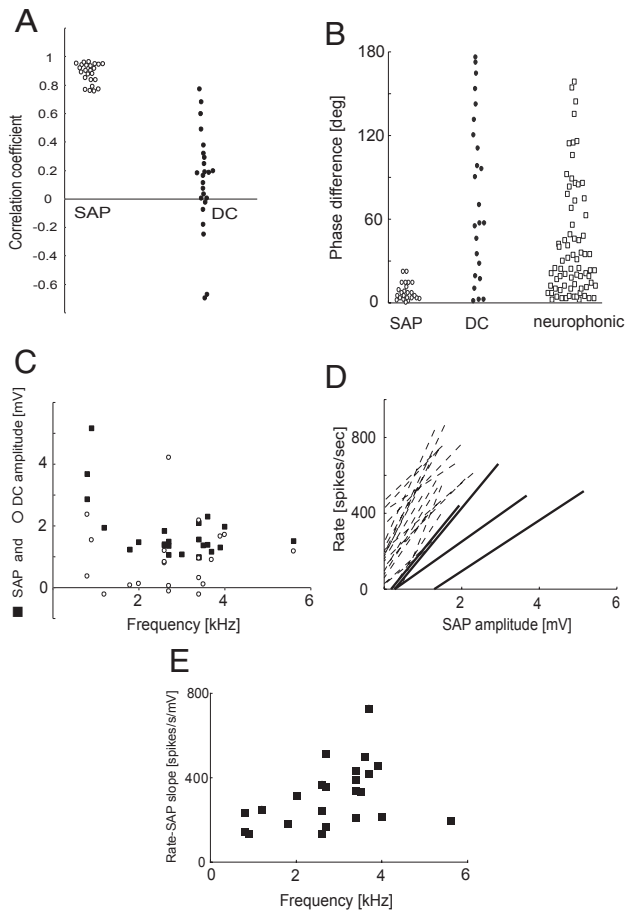 A
Correlation coefficient
1
0.8
0.6
0.4
0.2
0
0.2
-0.4
-0.6
SAP
DC
B
Phase difference [deg]
180
120
60
0
SAP
DC
neurophonic
C
■ SAP and O DC amplitude [mV]
4
2
0
0
2
4
6
Frequency [kHz]
D
Rate [spikes/sec]
800
400
0
2
4
6
SAP amplitude [mV]
E
Rate-SAP slope [spikes/s/mV]
800
400
0
0
2
4
6
Frequency [kHz]